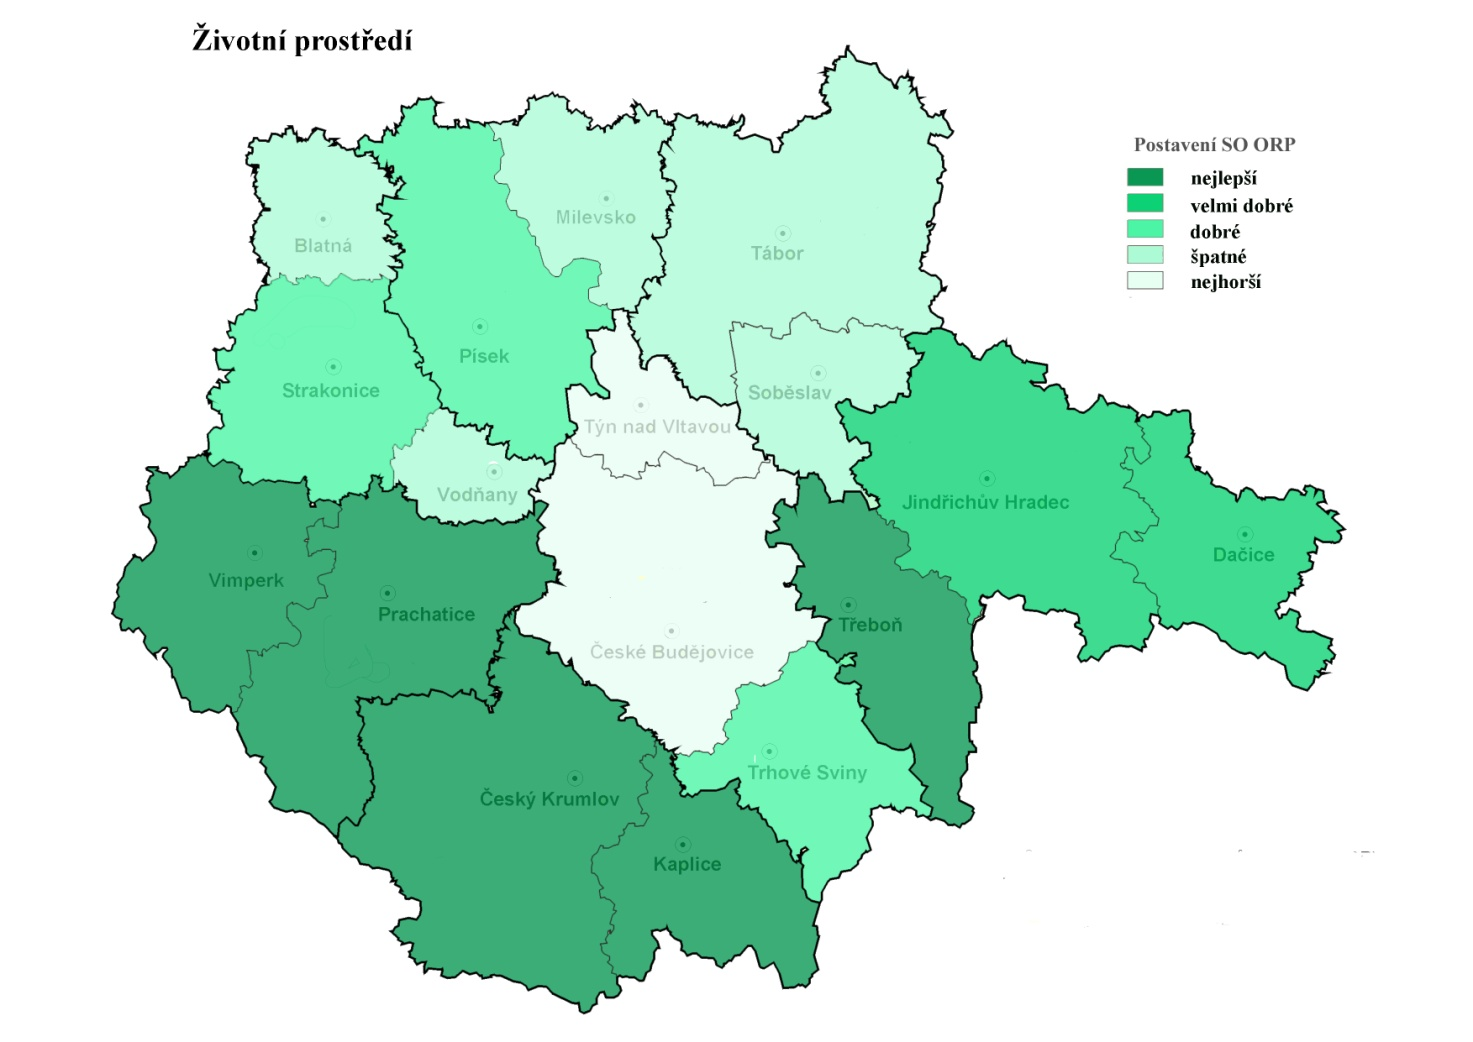 Životní prostředí
Postavení SO ORP
nejlepší
velmi dobré
dobré
špatné
nejhorší
Milevsko
Blatná
Tábor
Písek
Strakonice
Soběslav
Týn nad Vltavou
Vodňany
Jindřichův Hradec
Dačice
Vimperk
Prachatice
Třeboň
České Budějovice
Trhové Sviny
Český Krumlov
Kaplice